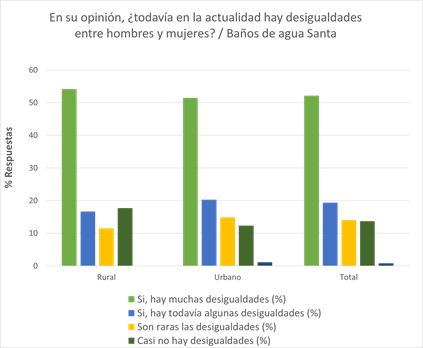 En su opinión, ¿todavía en la actualidad hay desigualdades
entre hombres y mujeres? / Baños de agua Santa
% Respuestas
60
50
40
30
20
10
0
Rural
Urbano
Total
Si, hay muchas desigualdades (%)
Si, hay todavía algunas desigualdades (%)
Son raras las desigualdades (%)
Casi no hay desigualdades (%)